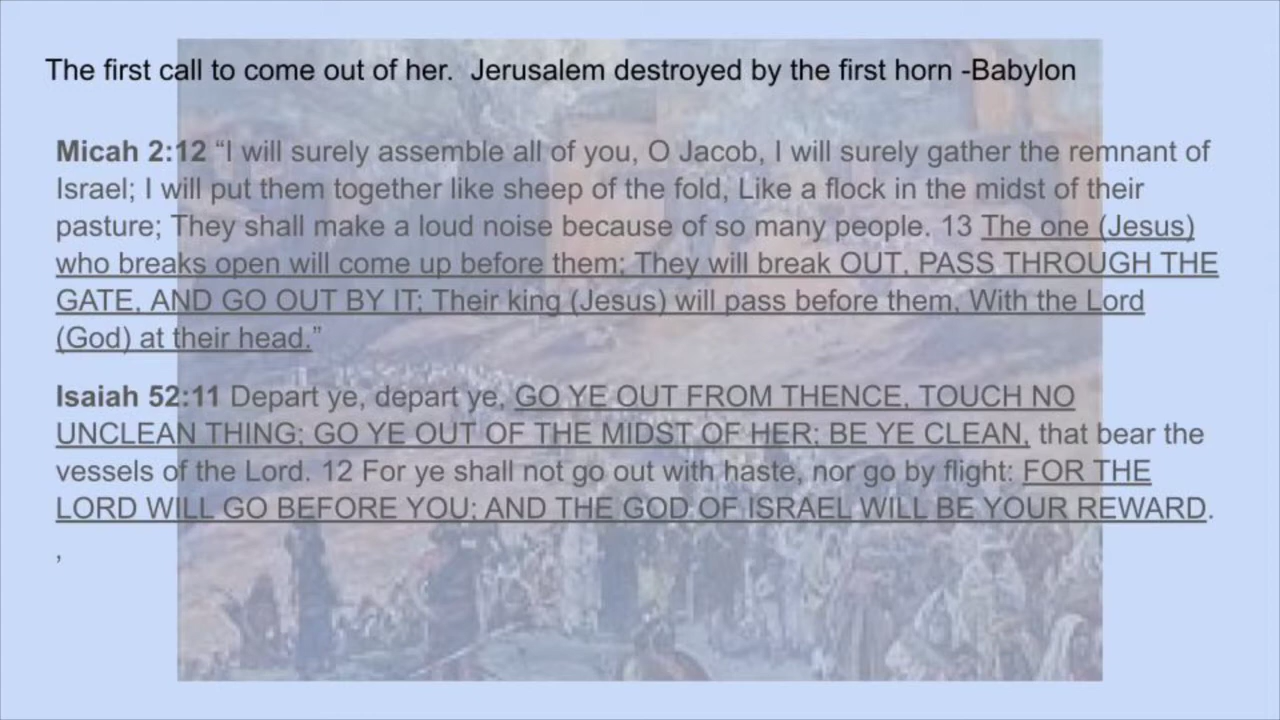 The first call to come out of her.  Jerusalem destroyed by the first horn -Babylon
Micah 2:12 “I will surely assemble all of you, O Jacob, I will surely gather the remnant of
Israel; I will put them together like sheep of the fold, Like a flock in the midst of their
pasture; They shall make a loud noise because of so many people. 13 The one (Jesus)
who breaks open will come up before them; They will break OUT, PASS THROUGH THE
GATE, AND GO OUT BY IT; Their king (Jesus) will pass before them, With the Lord
(God) at their head.”
Isaiah 52:11 Depart ye, depart ye, GO YE OUT FROM THENCE, TOUCH NO
UNCLEAN THING; GO YE OUT OF THE MIDST OF HER; BE YE CLEAN, that bear the
vessels of the Lord. 12 For ye shall not go out with haste, nor go by flight: FOR THE
LORD WILL GO BEFORE YOU; AND THE GOD OF ISRAEL WILL BE YOUR REWARD.
,